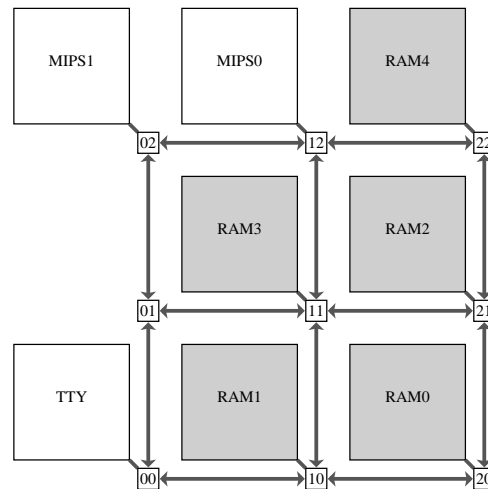 MIPS1 MIPS0 RAM4
02 12 22
RAM3 RAM2
01 11 21
TTY RAM1 RAM0
00 10 20